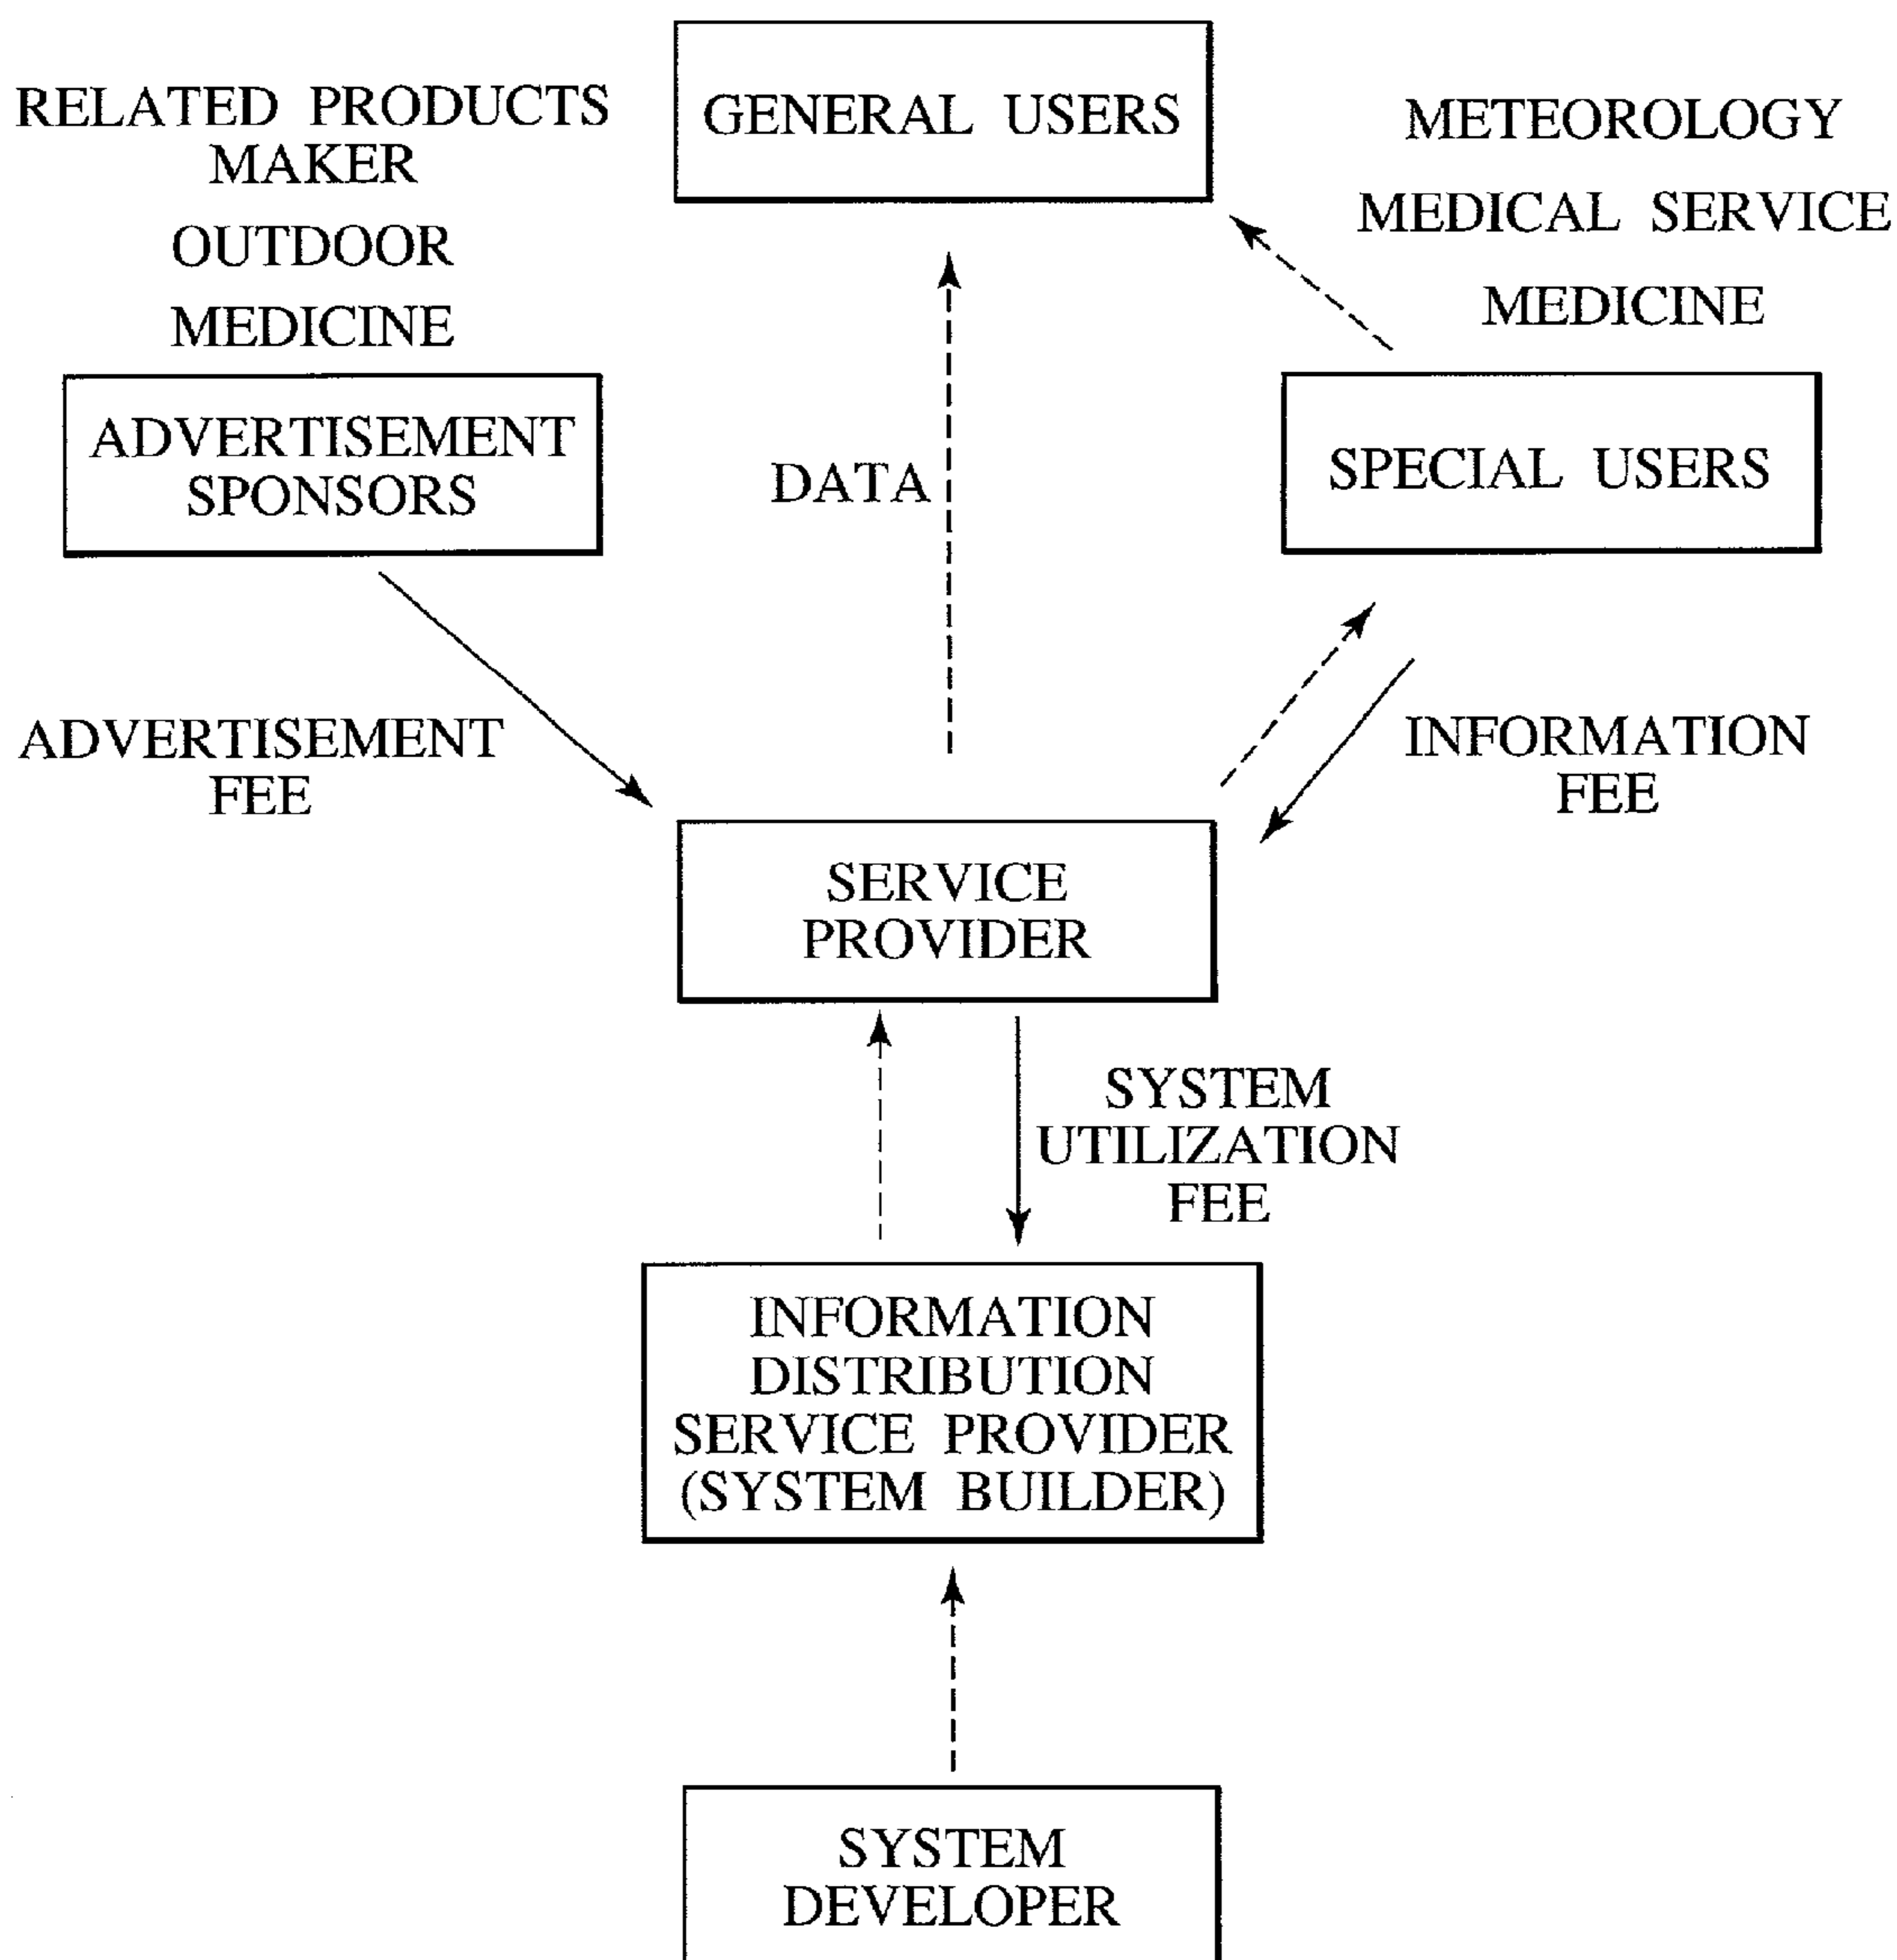 GENERAL USERS
RELATED PRODUCTS
MAKER
OUTDOOR
MEDICINE
METEOROLOGY
MEDICAL SERVICE
MEDICINE
ADVERTISEMENT
SPONSORS
DATA
SPECIAL USERS
ADVERTISEMENT
FEE
INFORMATION
FEE
SERVICE
PROVIDER
SYSTEM
UTILIZATION
FEE
INFORMATION
DISTRIBUTION
SERVICE PROVIDER
(SYSTEM BUILDER)
SYSTEM
DEVELOPER